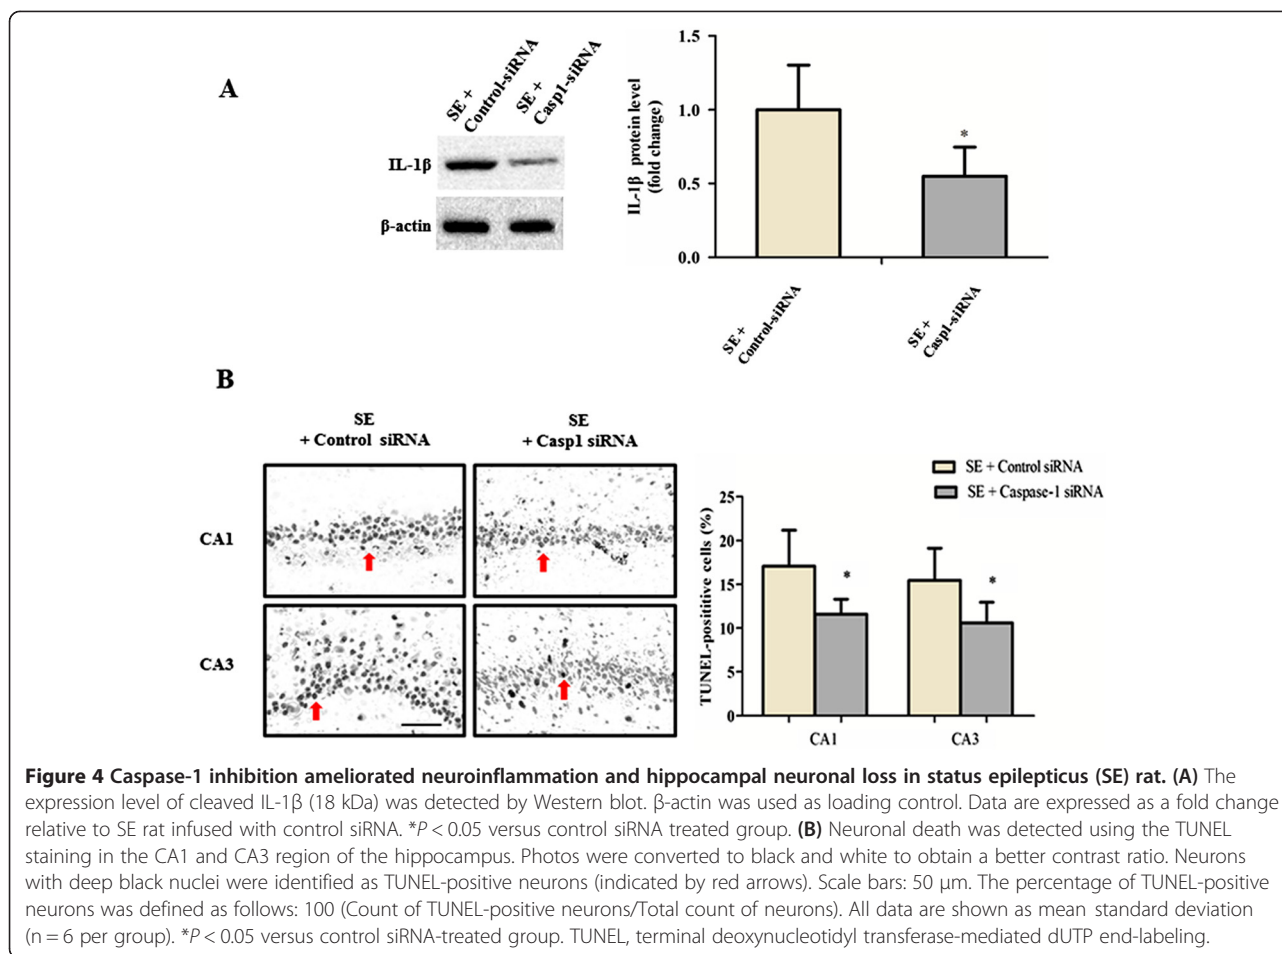 A
SE +
Control-siRNA
SE +
Casp1-siRNA
IL-1β
β-actin
IL-1β protein level
(fold change)
1.5
1.0
0.5
0.0
*
SE +
Control-siRNA
SE +
Casp1-siRNA
B
SE
+ Control siRNA
SE
+ Casp1 siRNA
CA1
CA3
SE + Control siRNA
SE + Caspase-1 siRNA
TUNEL-posititive cells (%)
25
20
15
10
5
0
*
*
CA1
CA3
Figure 4 Caspase-1 inhibition ameliorated neuroinflammation and hippocampal neuronal loss in status epilepticus (SE) rat. (A) The
expression level of cleaved IL-1β (18 kDa) was detected by Western blot. β-actin was used as loading control. Data are expressed as a fold change
relative to SE rat infused with control siRNA. *P < 0.05 versus control siRNA treated group. (B) Neuronal death was detected using the TUNEL
staining in the CA1 and CA3 region of the hippocampus. Photos were converted to black and white to obtain a better contrast ratio. Neurons
with deep black nuclei were identified as TUNEL-positive neurons (indicated by red arrows). Scale bars: 50 μm. The percentage of TUNEL-positive
neurons was defined as follows: 100 (Count of TUNEL-positive neurons/Total count of neurons). All data are shown as mean standard deviation
(n = 6 per group). *P < 0.05 versus control siRNA-treated group. TUNEL, terminal deoxynucleotidyl transferase-mediated dUTP end-labeling.